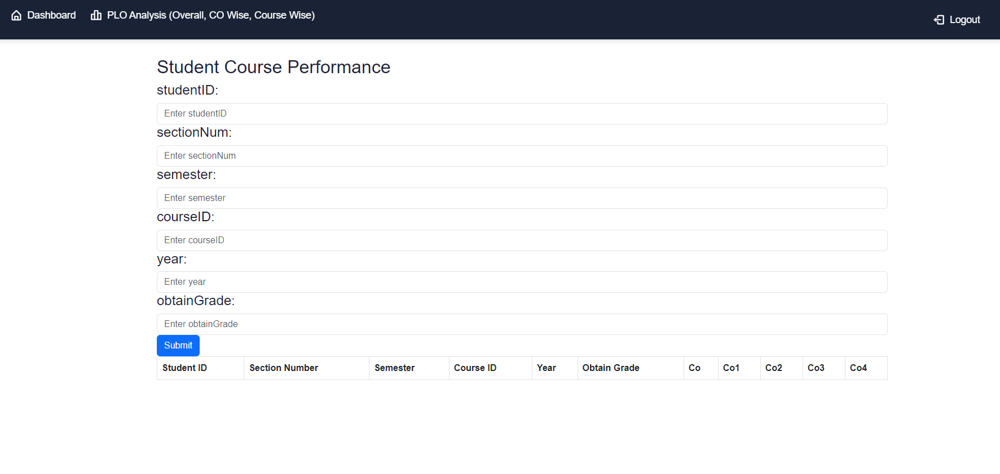 Dashboard PLO Analysis (Overall, CO Wise, Course Wise) Logout
Student Course Performance
studentID:
Enter studentID
sectionNum:
Enter sectionNum
semester:
Enter semester
courseID:
Enter courseID
year:
Enter year
obtainGrade:
Enter obtainGrade
Submit
Student ID Section Number Semester Course ID Year Obtain Grade Co Co1 Co2 Co3 Co4